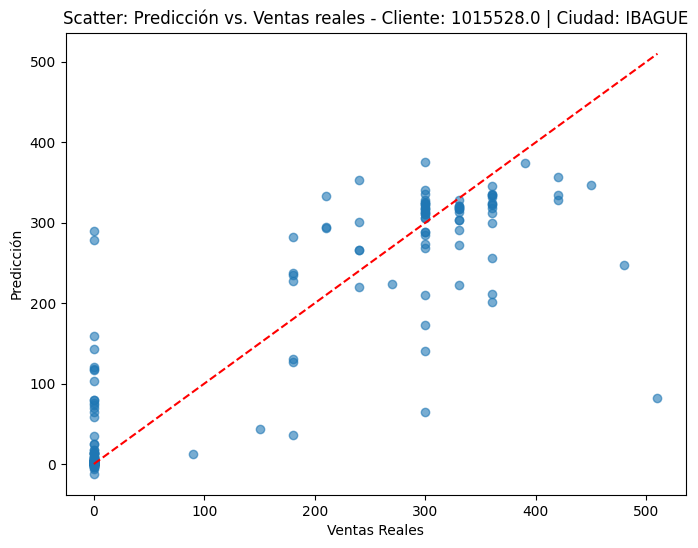 Scatter: Predicción vs. Ventas reales - Cliente: 1015528.0 | Ciudad: IBAGUE
500
400
300
200
100
0
Predicción
0 100 200 300 400 500
Ventas Reales